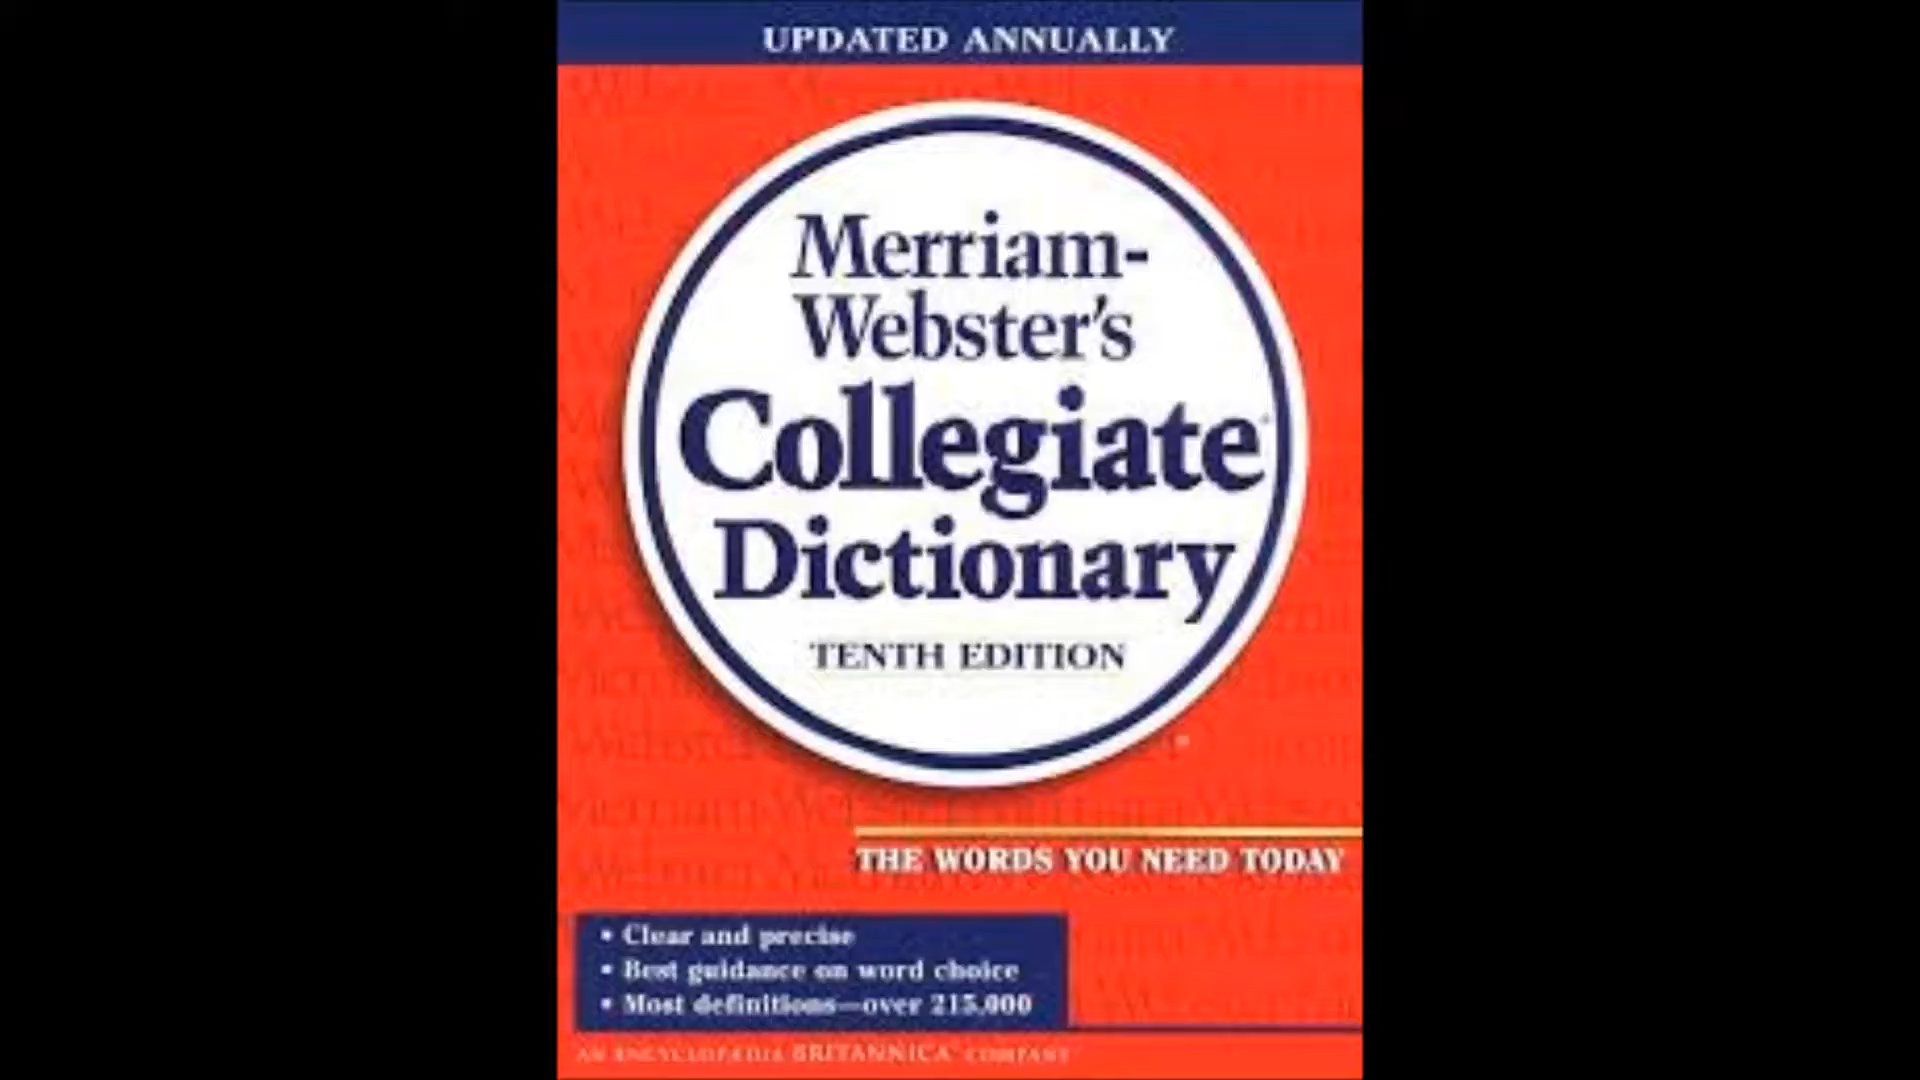 UPDATED ANNUALLY
Merriam-
Webster's
Collegiate®
Dictionary
TENTH EDITION
THE WORDS YOU NEED TODAY
• Clear and precise
• Best guidance on word choice
• Most definitions—over 215,000
AN ENCYCLOPÆDIA BRITANNICA® COMPANY